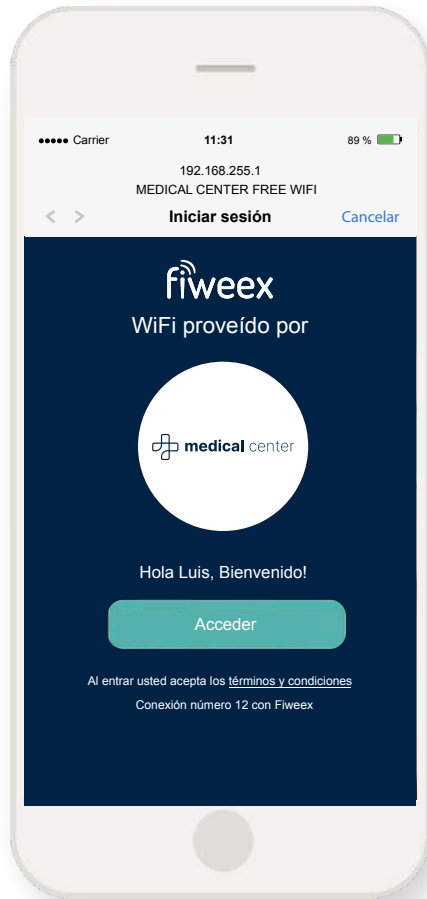 Carrier 11:31 89 %
192.168.255.1
MEDICAL CENTER FREE WIFI
< > Iniciar sesión Cancelar
fiweex
WiFi proveído por
medical center
Hola Luis, Bienvenido!
Acceder
Al entrar usted acepta los términos y condiciones
Conexión número 12 con Fiweex